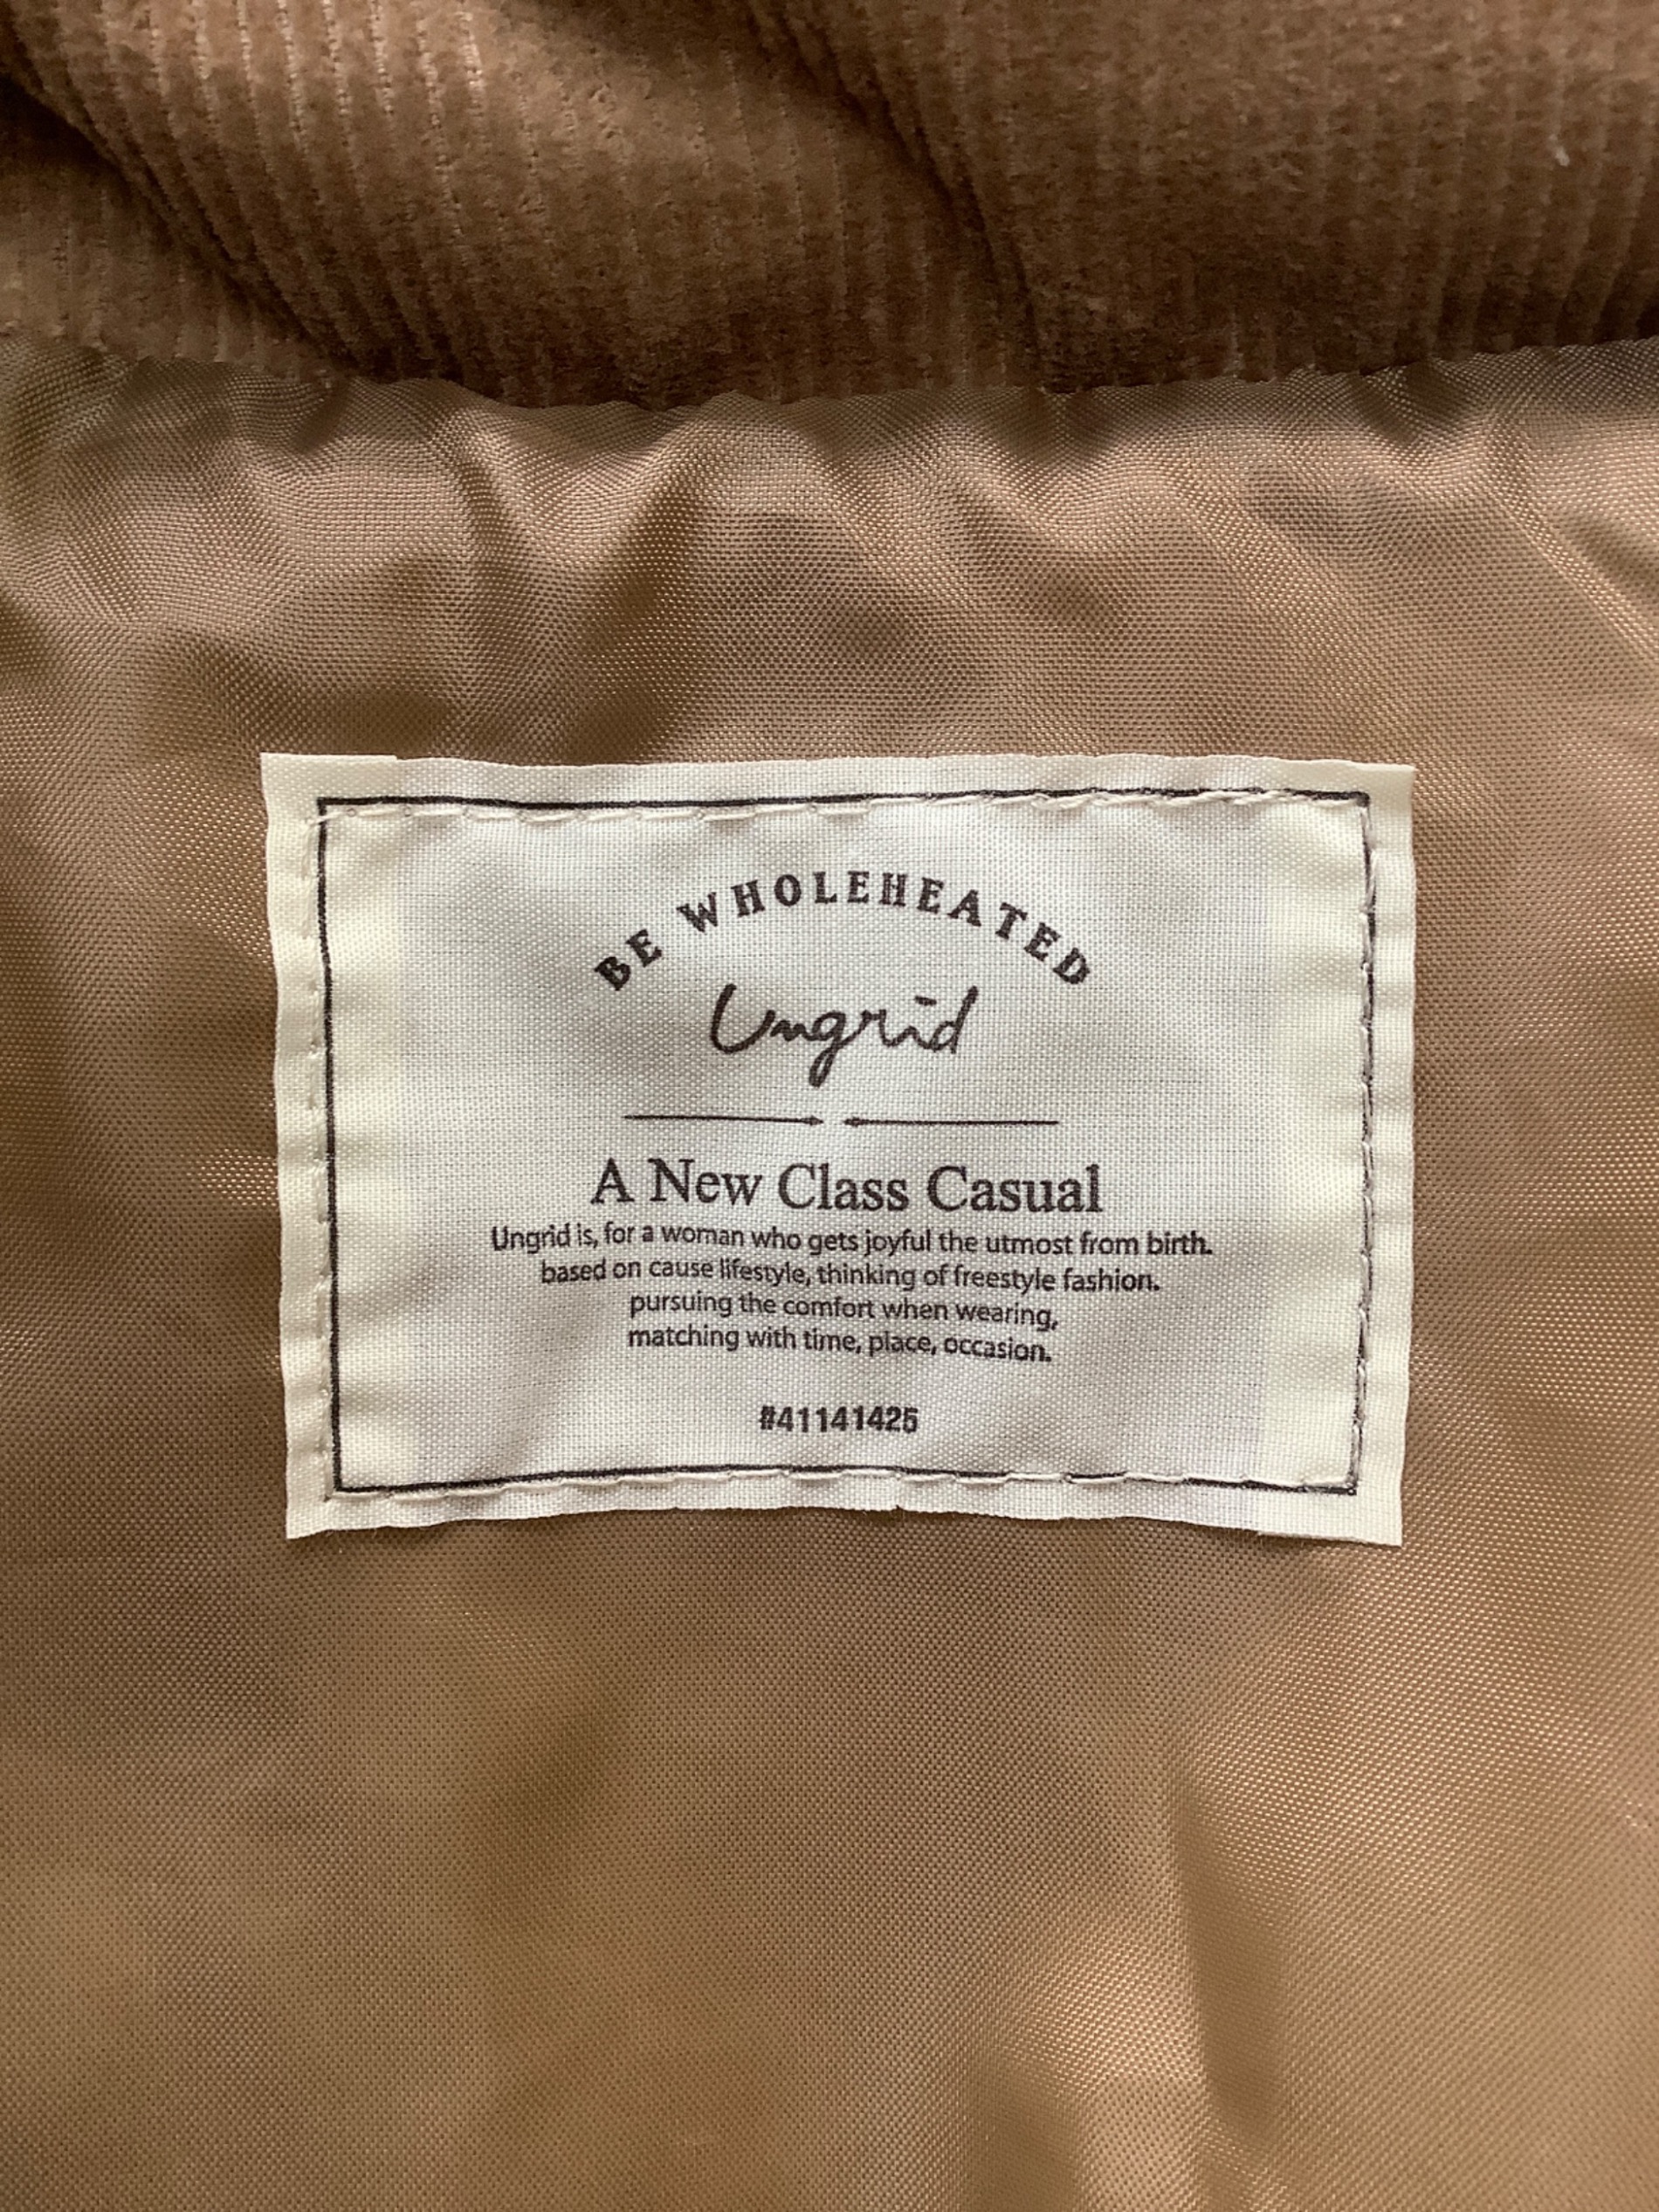 BE WHOLEHEATED
Ungrid
A New Class Casual
Ungrid is, for a woman who gets joyful the utmost from birth.
based on cause lifestyle, thinking of freestyle fashion.
pursuing the comfort when wearing,
matching with time, place, occasion.
#41141425